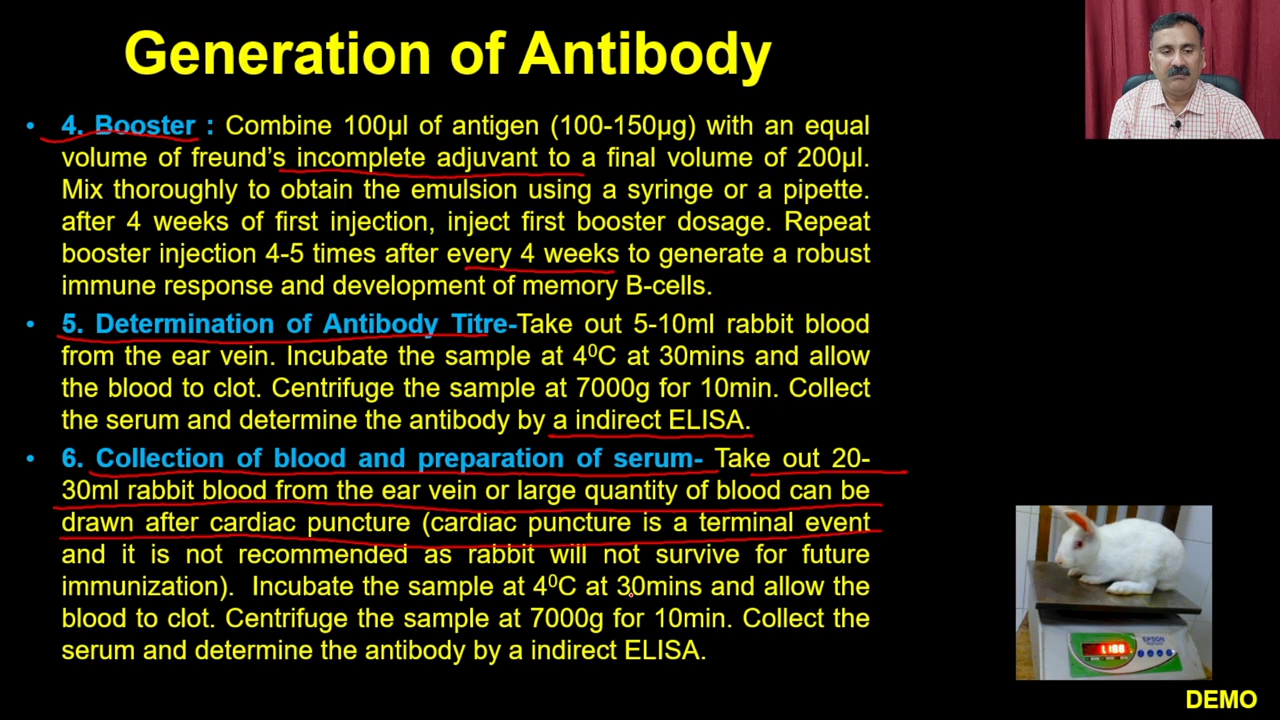 Generation of Antibody
• 4. Booster : Combine 100µl of antigen (100-150µg) with an equal
volume of freund's incomplete adjuvant to a final volume of 200µl.
Mix thoroughly to obtain the emulsion using a syringe or a pipette.
after 4 weeks of first injection, inject first booster dosage. Repeat
booster injection 4-5 times after every 4 weeks to generate a robust
immune response and development of memory B-cells.
• 5. Determination of Antibody Titre-Take out 5-10ml rabbit blood
from the ear vein. Incubate the sample at 4⁰C at 30mins and allow
the blood to clot. Centrifuge the sample at 7000g for 10min. Collect
the serum and determine the antibody by a indirect ELISA.
• 6. Collection of blood and preparation of serum- Take out 20-
30ml rabbit blood from the ear vein or large quantity of blood can be
drawn after cardiac puncture (cardiac puncture is a terminal event
and it is not recommended as rabbit will not survive for future
immunization). Incubate the sample at 4⁰C at 30mins and allow the
blood to clot. Centrifuge the sample at 7000g for 10min. Collect the
serum and determine the antibody by a indirect ELISA.
EPSON
DEMO